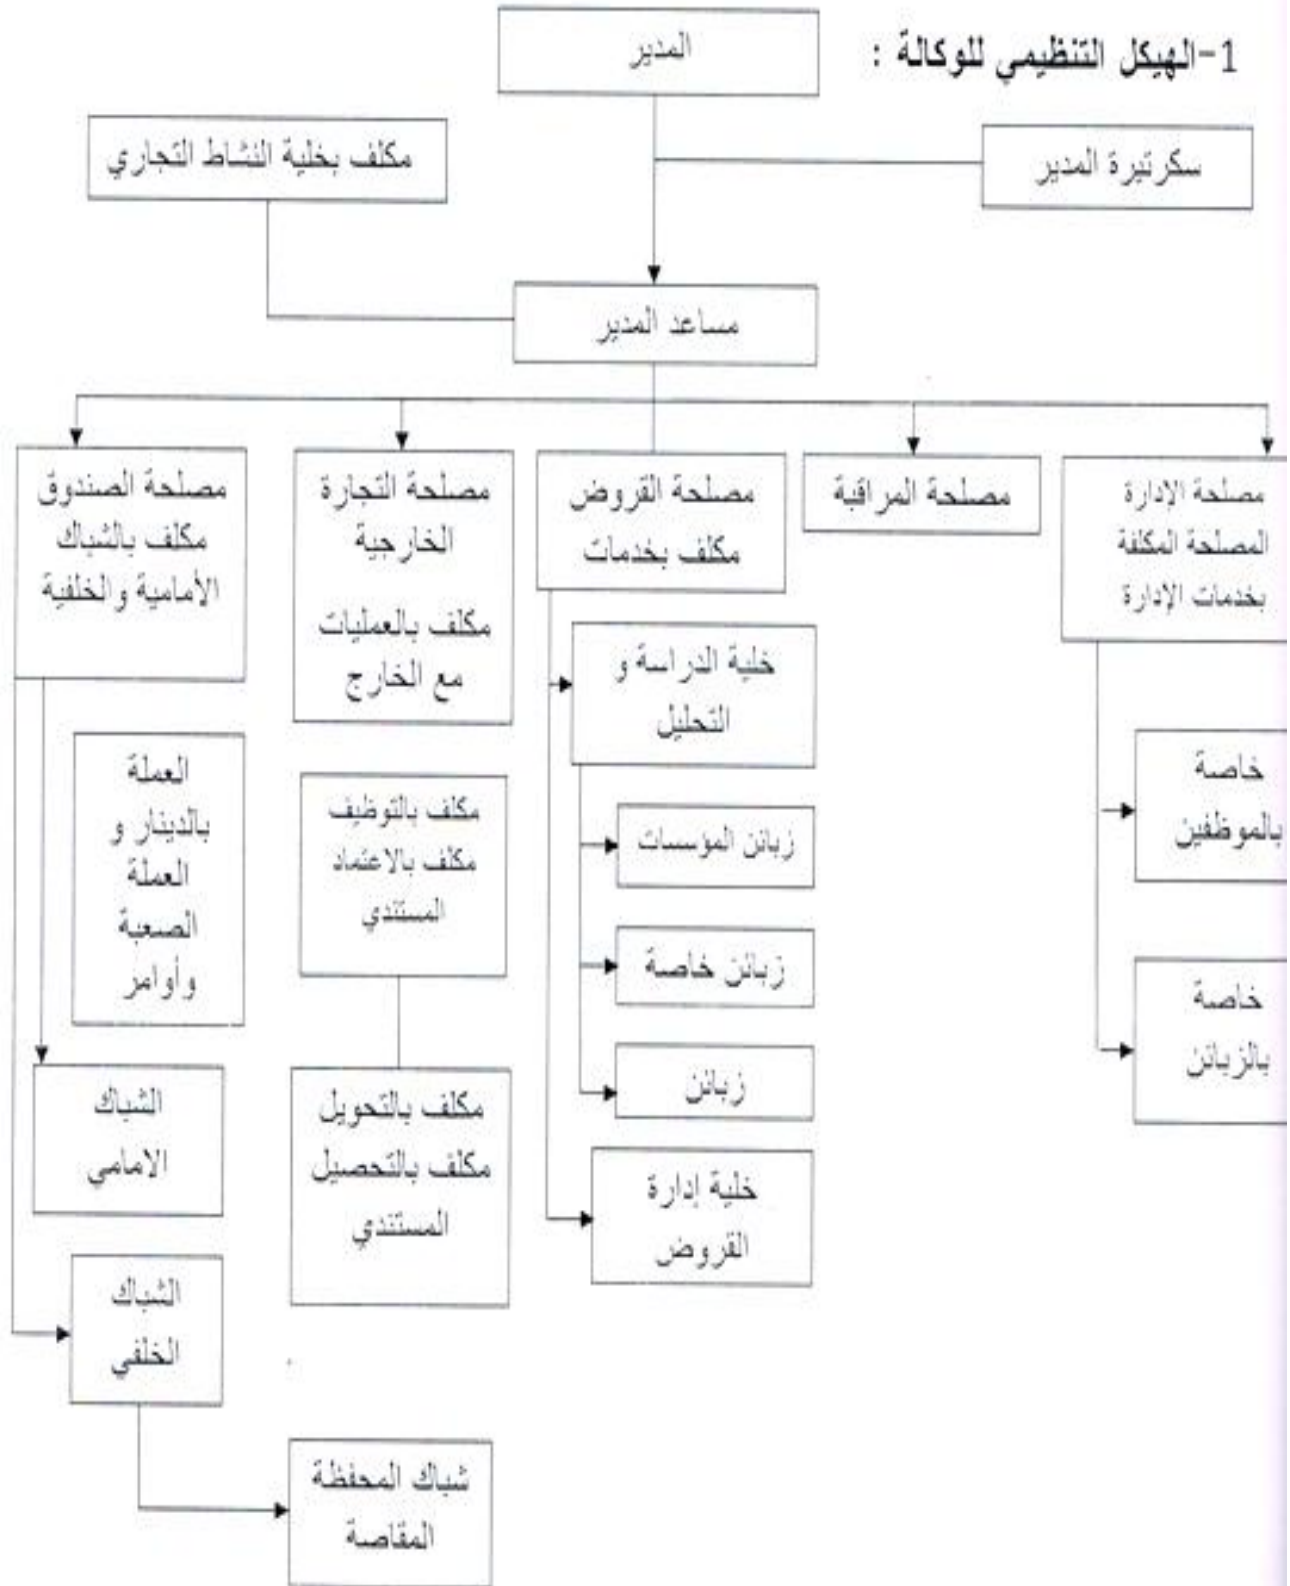 1-الهيكل التنظيمي للوكالة :
المدير
سكرتيرة المدير
مكلف بخلية النشاط التجاري
مساعد المدير
مصلحة الإدارة
المصلحة المكلفة
بخدمات الإدارة
مصلحة المراقبة
مصلحة القروض
مكلف بخدمات
مصلحة التجارة
الخارجية
مكلف بالعمليات
مع الخارج
مصلحة الصندوق
مكلف بالشباك
الأمامية والخلفية
خاصة
بالموظفين
خاصة
بالزبائن
خلية الدراسة و
التحليل
زبائن المؤسسات
زبائن خاصة
زبائن
خلية إدارة
القروض
مكلف بالتوظيف
مكلف بالاعتماد
المستندي
مكلف بالتحويل
مكلف بالتحصيل
المستندي
العملة
بالدينار و
العملة
الصعبة
وأوامر
الشباك
الامامي
الشباك
الخلفي
شباك المحفظة
المقاصة